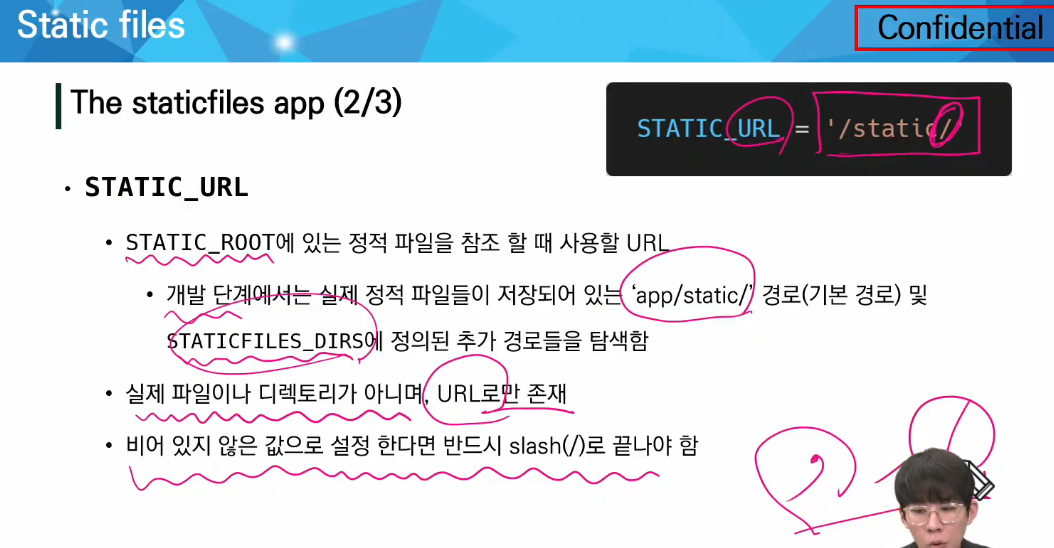 Static files
Confidential
The staticfiles app (2/3)
STATIC_URL = '/static/'
• STATIC_URL
• STATIC_ROOT에 있는 정적 파일을 참조 할 때 사용할 URL
• 개발 단계에서는 실제 정적 파일들이 저장되어 있는 ‘app/static/’ 경로(기본 경로) 및
STATICFILES_DIRS에 정의된 추가 경로들을 탐색함
• 실제 파일이나 디렉토리가 아니며, URL로만 존재
• 비어 있지 않은 값으로 설정 한다면 반드시 slash(/)로 끝나야 함